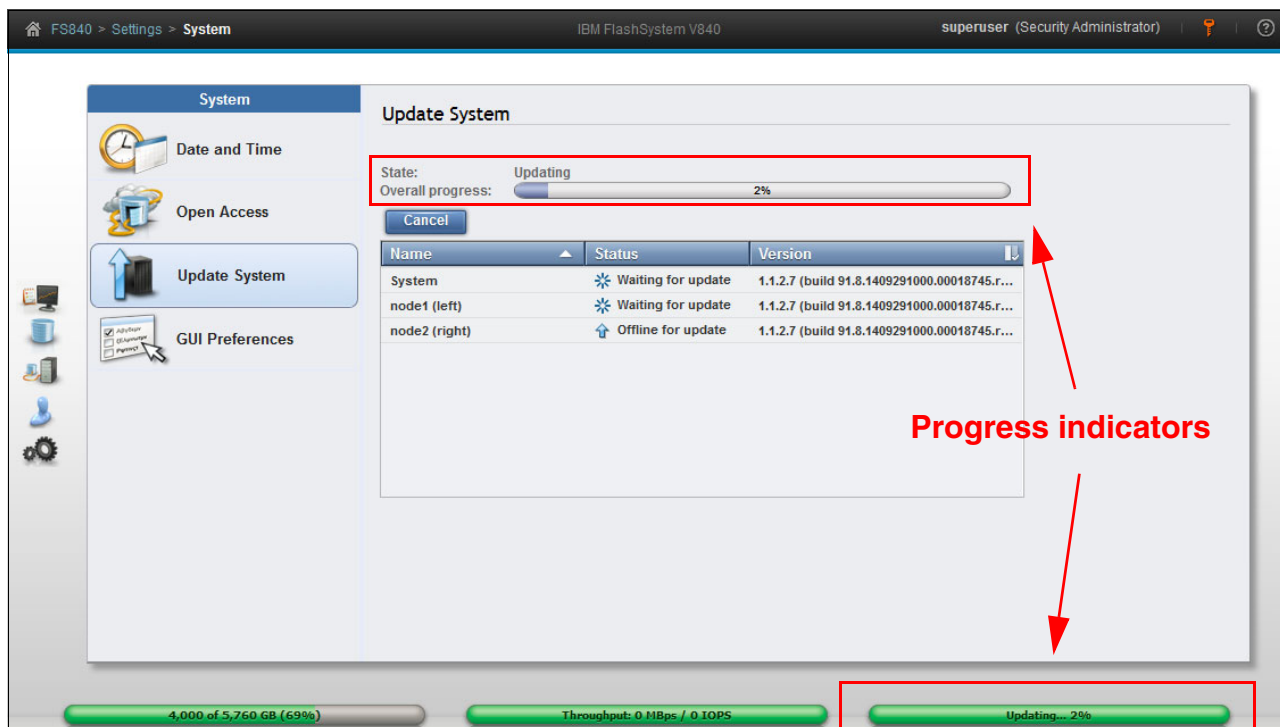 FS840 > Settings > System
IBM FlashSystem V840
superuser (Security Administrator)
System
Date and Time
Open Access
Update System
GUI Preferences
Update System
State: Updating
Overall progress: 2%
Cancel
Name Status Version
System Waiting for update 1.1.2.7 (build 91.8.1409291000.00018745.r...
node1 (left) Waiting for update 1.1.2.7 (build 91.8.1409291000.00018745.r...
node2 (right) Offline for update 1.1.2.7 (build 91.8.1409291000.00018745.r...
Progress indicators
4,000 of 5,760 GB (69%)
Throughput: 0 MBps / 0 IOPS
Updating... 2%